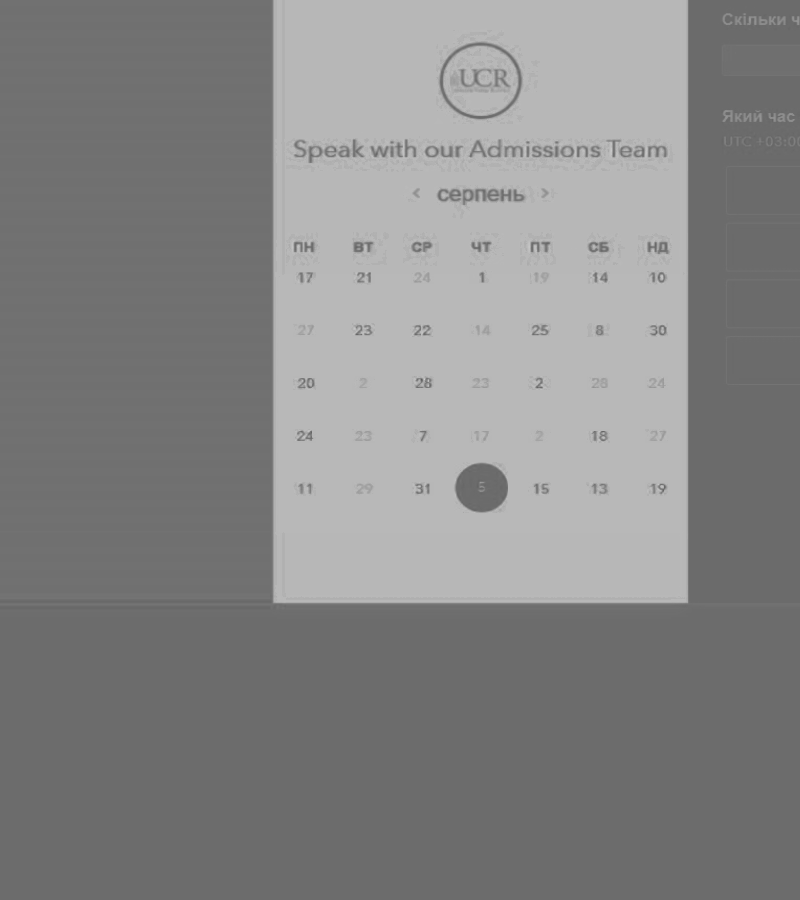 UCR
Speak with our Admissions Team
‹ серпень ›
ПН ВТ СР ЧТ ПТ СБ НД
17 21 24 1 19 14 10
27 23 22 14 25 8 30
20 2 28 23 2 28 24
24 23 7 17 2 18 27
11 29 31 5 15 13 19
Скільки ч
Який час
UTC +03:00